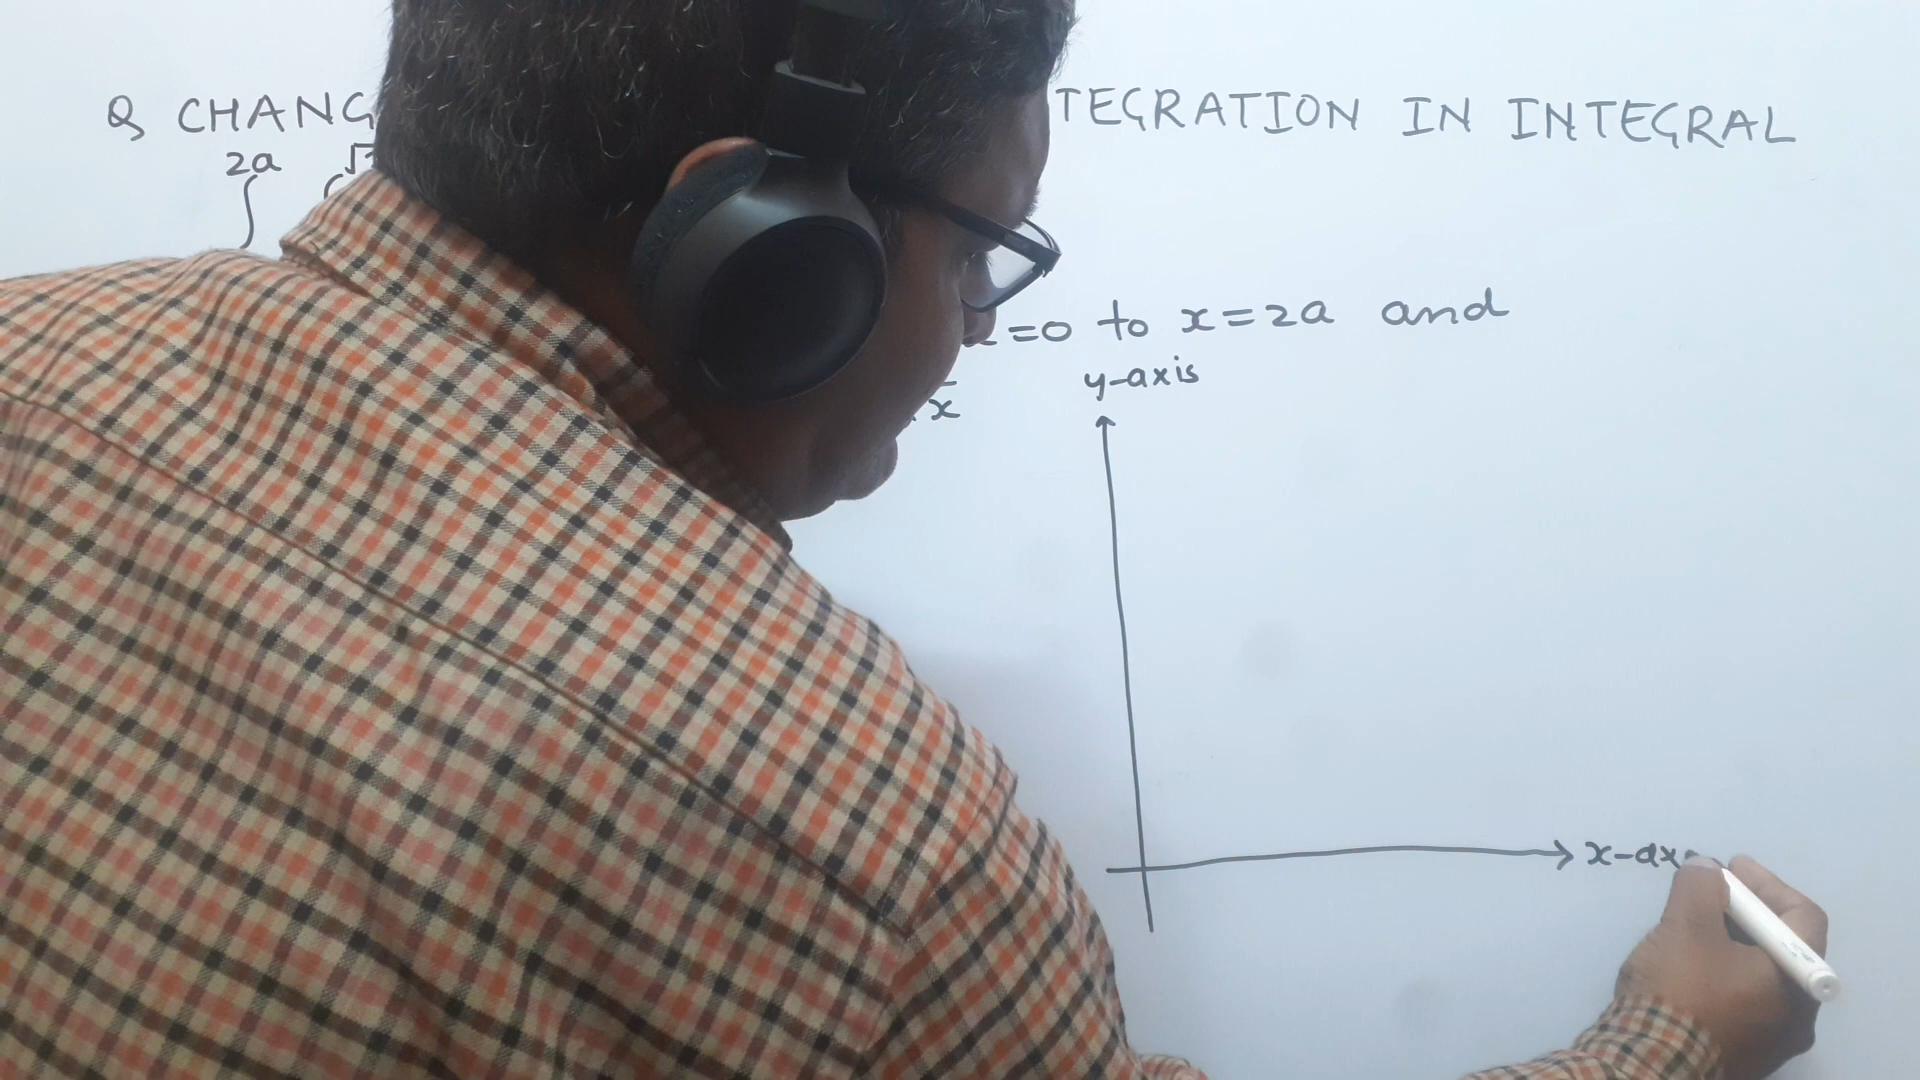 Q CHANG TEGRATION IN INTEGRAL
2a √
∫ ∫
=0 to x=2a and
y-axis
x
x-ax